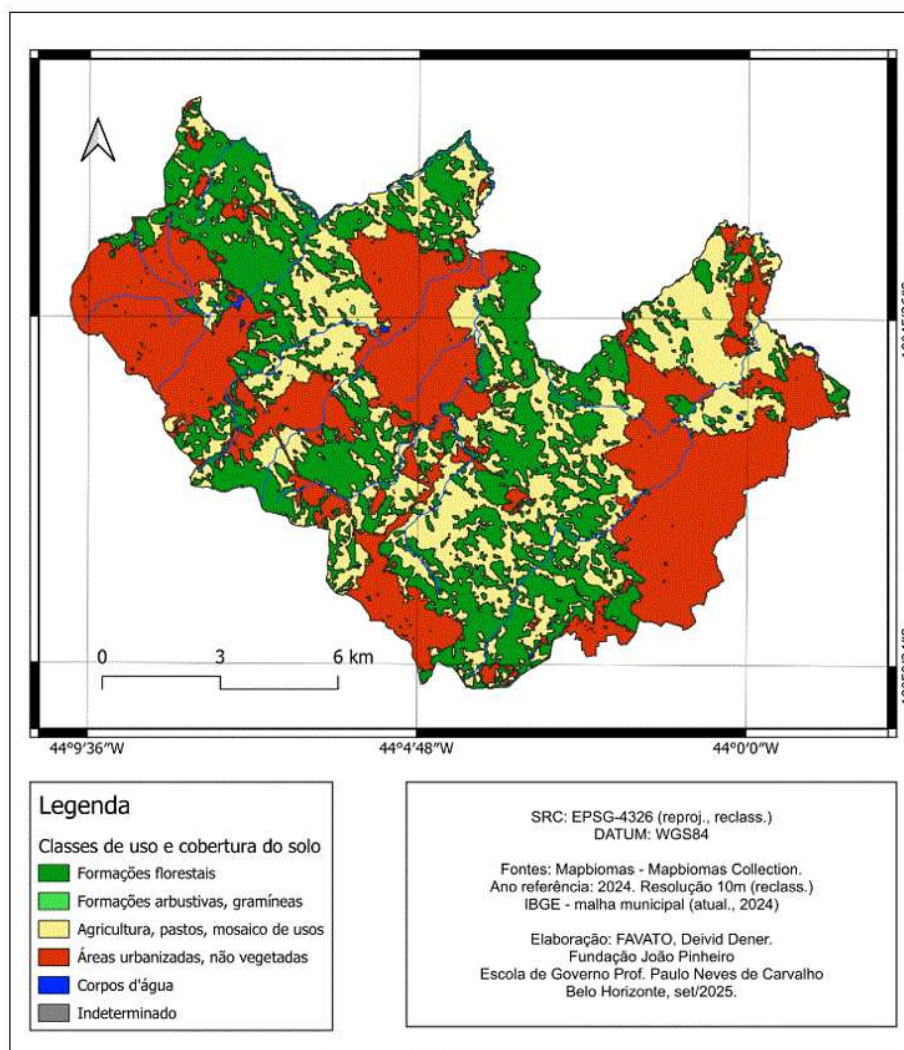 0 3 6 km
44°9′36″W 44°4′48″W 44°0′0″W
Legenda
Classes de uso e cobertura do solo
Formações florestais
Formações arbustivas, gramíneas
Agricultura, pastos, mosaico de usos
Áreas urbanizadas, não vegetadas
Corpos d'água
Indeterminado
SRC: EPSG-4326 (reproj., reclass.)
DATUM: WGS84
Fontes: Mapbiomas - Mapbiomas Collection.
Ano referência: 2024. Resolução 10m (reclass.)
IBGE - malha municipal (atual., 2024)
Elaboração: FAVATO, Deivid Dener.
Fundação João Pinheiro
Escola de Governo Prof. Paulo Neves de Carvalho
Belo Horizonte, set/2025.